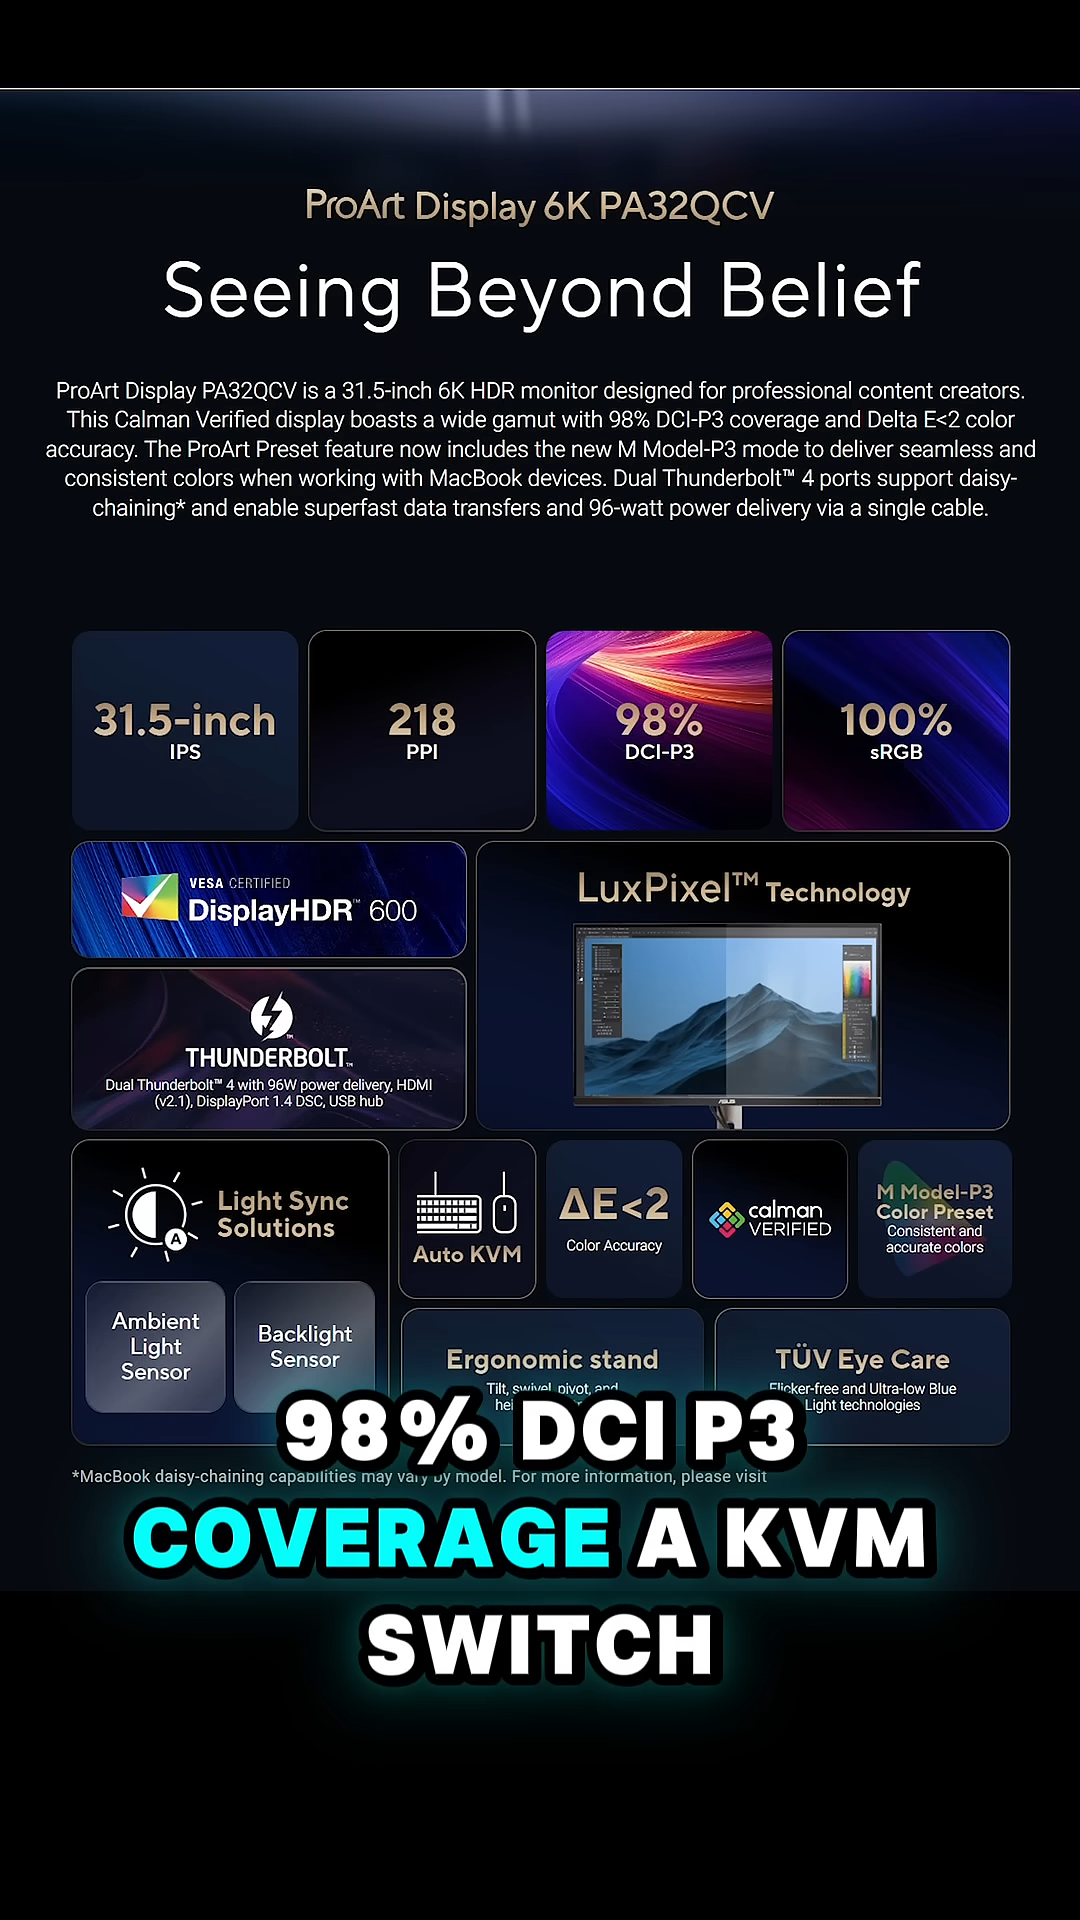 ProArt Display 6K PA32QCV
Seeing Beyond Belief
ProArt Display PA32QCV is a 31.5-inch 6K HDR monitor designed for professional content creators.
This Calman Verified display boasts a wide gamut with 98% DCI-P3 coverage and Delta E<2 color
accuracy. The ProArt Preset feature now includes the new M Model-P3 mode to deliver seamless and
consistent colors when working with MacBook devices. Dual Thunderbolt™ 4 ports support daisy-
chaining* and enable superfast data transfers and 96-watt power delivery via a single cable.
31.5-inch
IPS
218
PPI
98%
DCI-P3
100%
sRGB
VESA CERTIFIED
DisplayHDR™ 600
LuxPixel™ Technology
ASUS
THUNDERBOLT™
Dual Thunderbolt™ 4 with 96W power delivery, HDMI
(v2.1), DisplayPort 1.4 DSC, USB hub
Light Sync
Solutions
A
Ambient
Light
Sensor
Backlight
Sensor
Auto KVM
ΔE<2
Color Accuracy
calman
VERIFIED
M Model-P3
Color Preset
Consistent and
accurate colors
Ergonomic stand
Tilt, swivel, pivot, and
TÜV Eye Care
Flicker-free and Ultra-low Blue
Light technologies
*MacBook daisy-chaining capabilities may vary by model. For more information, please visit
98% DCI P3
COVERAGE A KVM
SWITCH